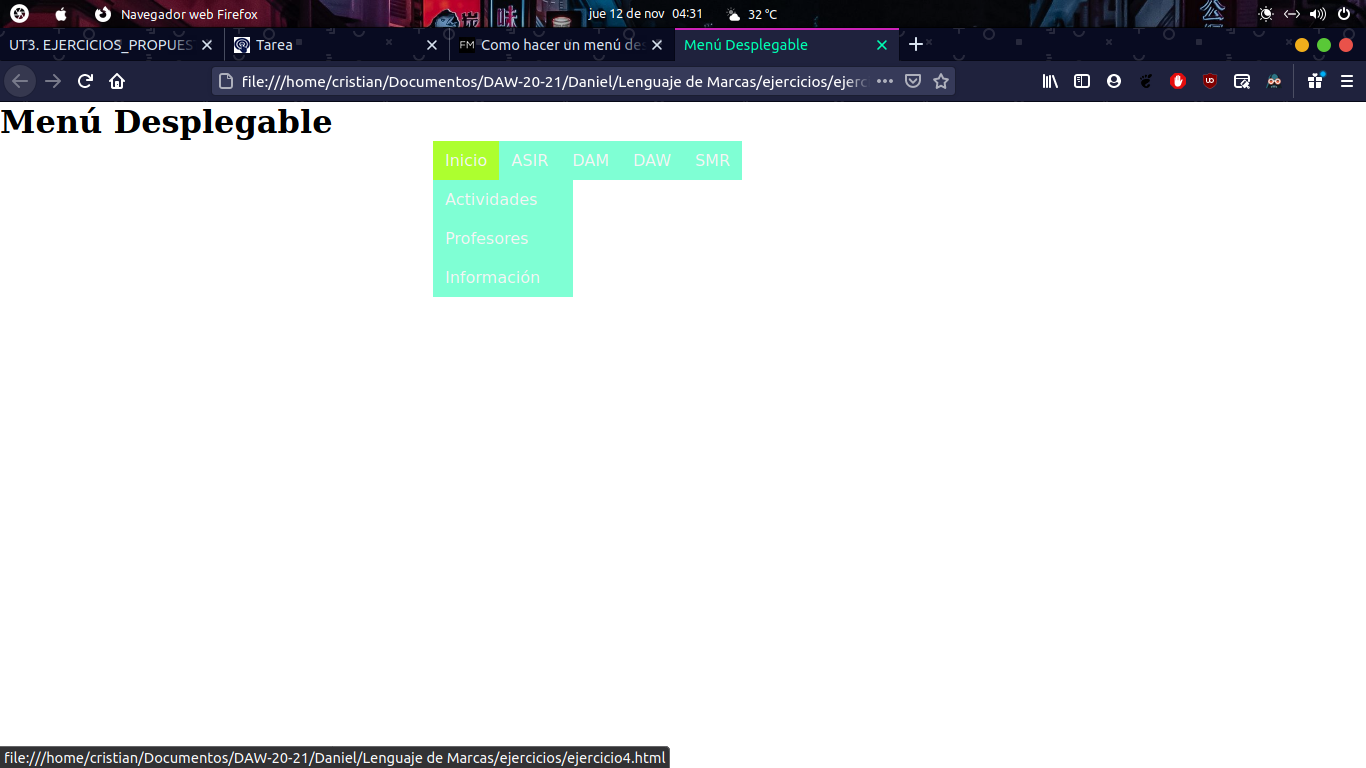 Navegador web Firefox jue 12 de nov 04:31 32 °C
UT3. EJERCICIOS_PROPUES Tarea FM Como hacer un menú de Menú Desplegable
file:///home/cristian/Documentos/DAW-20-21/Daniel/Lenguaje de Marcas/ejercicios/ejerc
Menú Desplegable
Inicio ASIR DAM DAW SMR
Actividades
Profesores
Información
file:///home/cristian/Documentos/DAW-20-21/Daniel/Lenguaje de Marcas/ejercicios/ejercicio4.html